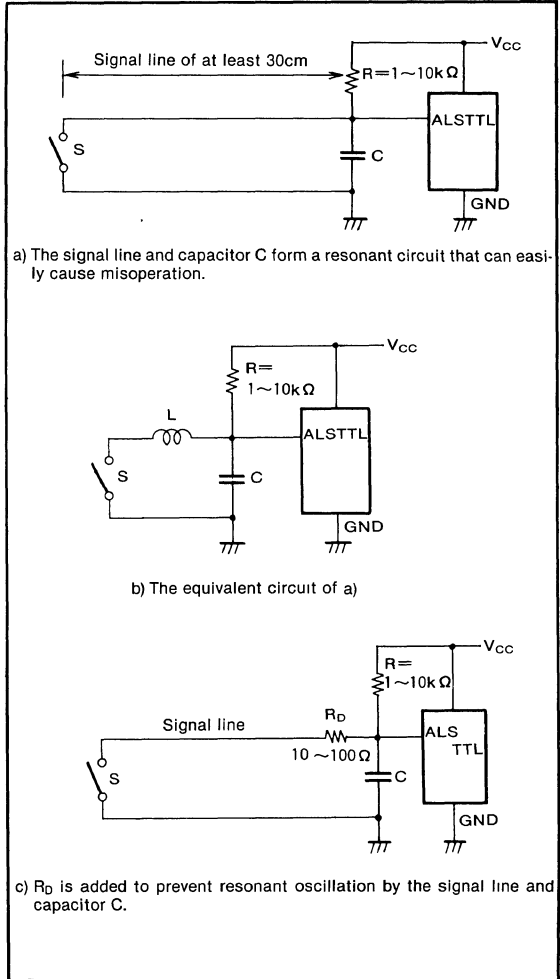 V_CC
Signal line of at least 30cm
R=1~10kΩ
ALSTTL
S
C
GND
a) The signal line and capacitor C form a resonant circuit that can easi-
ly cause misoperation.
V_CC
R=
1~10kΩ
L
ALSTTL
S
C
GND
b) The equivalent circuit of a)
V_CC
R=
1~10kΩ
Signal line
R_D
ALS
TTL
10~100Ω
S
C
GND
c) R_D is added to prevent resonant oscillation by the signal line and
capacitor C.